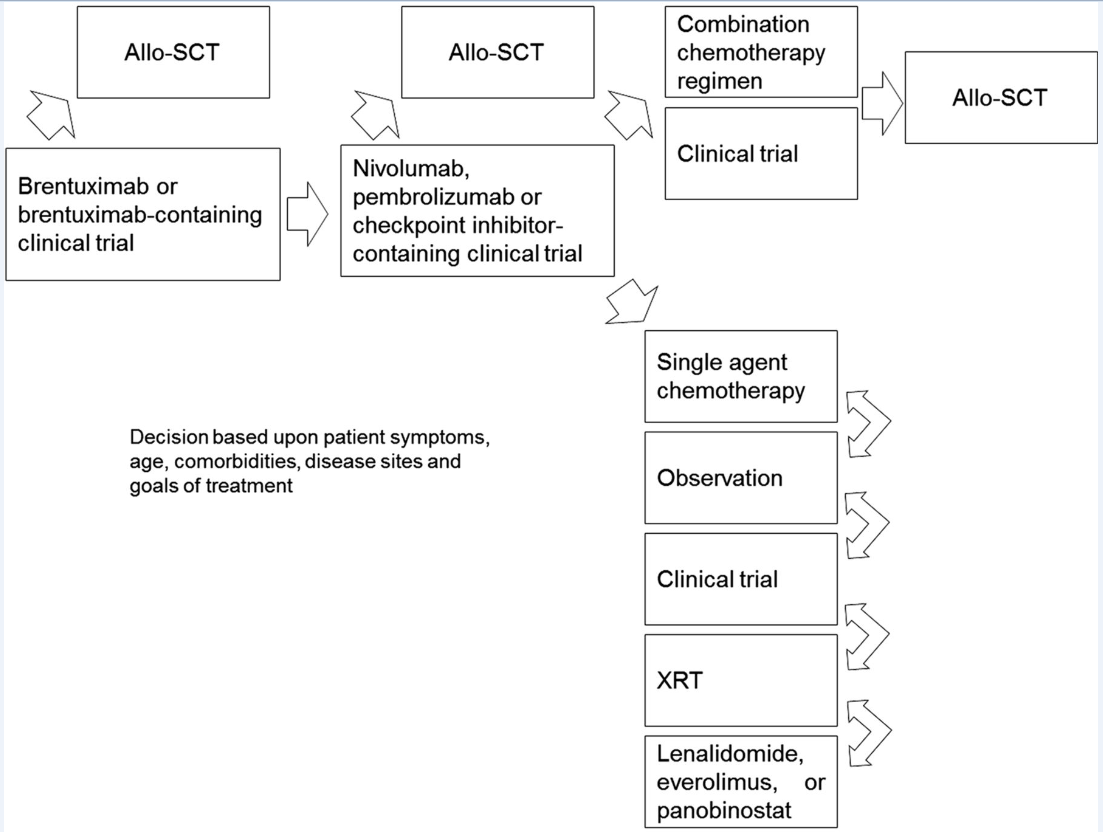 Allo-SCT
Allo-SCT
Combination
chemotherapy
regimen
Allo-SCT
Clinical trial
Brentuximab or
brentuximab-containing
clinical trial
Nivolumab,
pembrolizumab or
checkpoint inhibitor-
containing clinical trial
Single agent
chemotherapy
Observation
Clinical trial
XRT
Lenalidomide,
everolimus, or
panobinostat
Decision based upon patient symptoms,
age, comorbidities, disease sites and
goals of treatment